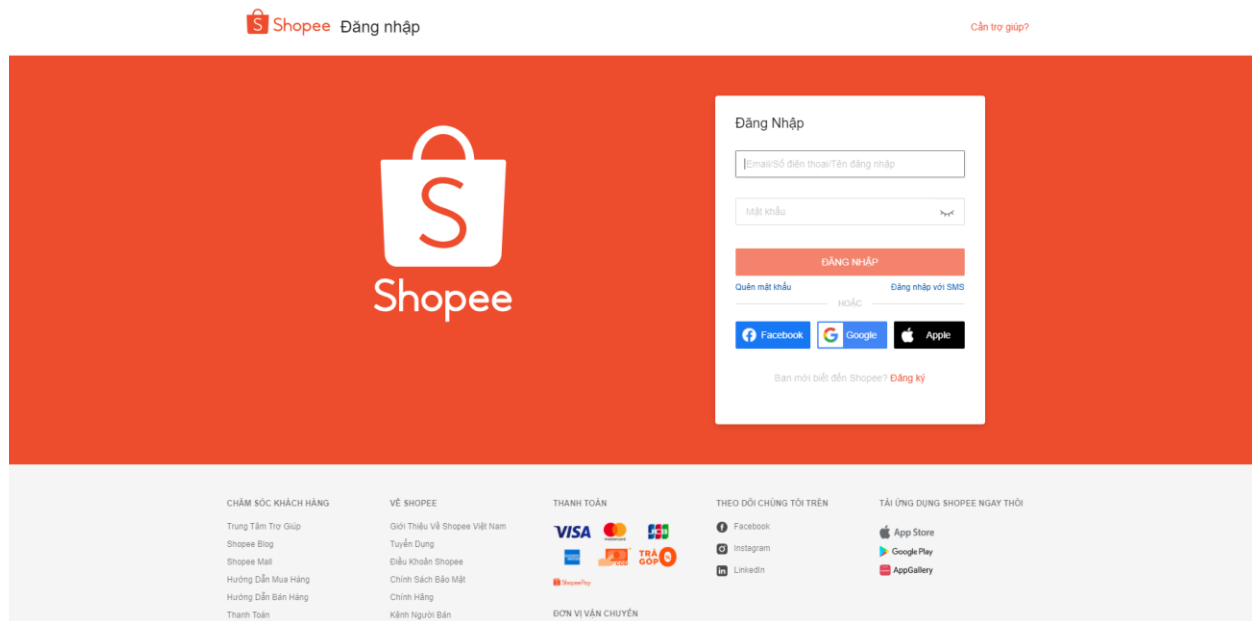 Shopee Đăng nhập
Cần trợ giúp?
S
Shopee
Đăng Nhập
Email/Số điện thoại/Tên đăng nhập
Mật khẩu
ĐĂNG NHẬP
Quên mật khẩu
Đăng nhập với SMS
HOẶC
Facebook
Google
Apple
Bạn mới biết đến Shopee? Đăng ký
CHĂM SÓC KHÁCH HÀNG
Trung Tâm Trợ Giúp
Shopee Blog
Shopee Mall
Hướng Dẫn Mua Hàng
Hướng Dẫn Bán Hàng
Thanh Toán
VỀ SHOPEE
Giới Thiệu Về Shopee Việt Nam
Tuyển Dụng
Điều Khoản Shopee
Chính Sách Bảo Mật
Chính Hãng
Kênh Người Bán
THANH TOÁN
VISA
JCB
COD
TRẢ GÓP
ShopeePay
ĐƠN VỊ VẬN CHUYỂN
THEO DÕI CHÚNG TÔI TRÊN
Facebook
Instagram
LinkedIn
TẢI ỨNG DỤNG SHOPEE NGAY THÔI
App Store
Google Play
AppGallery